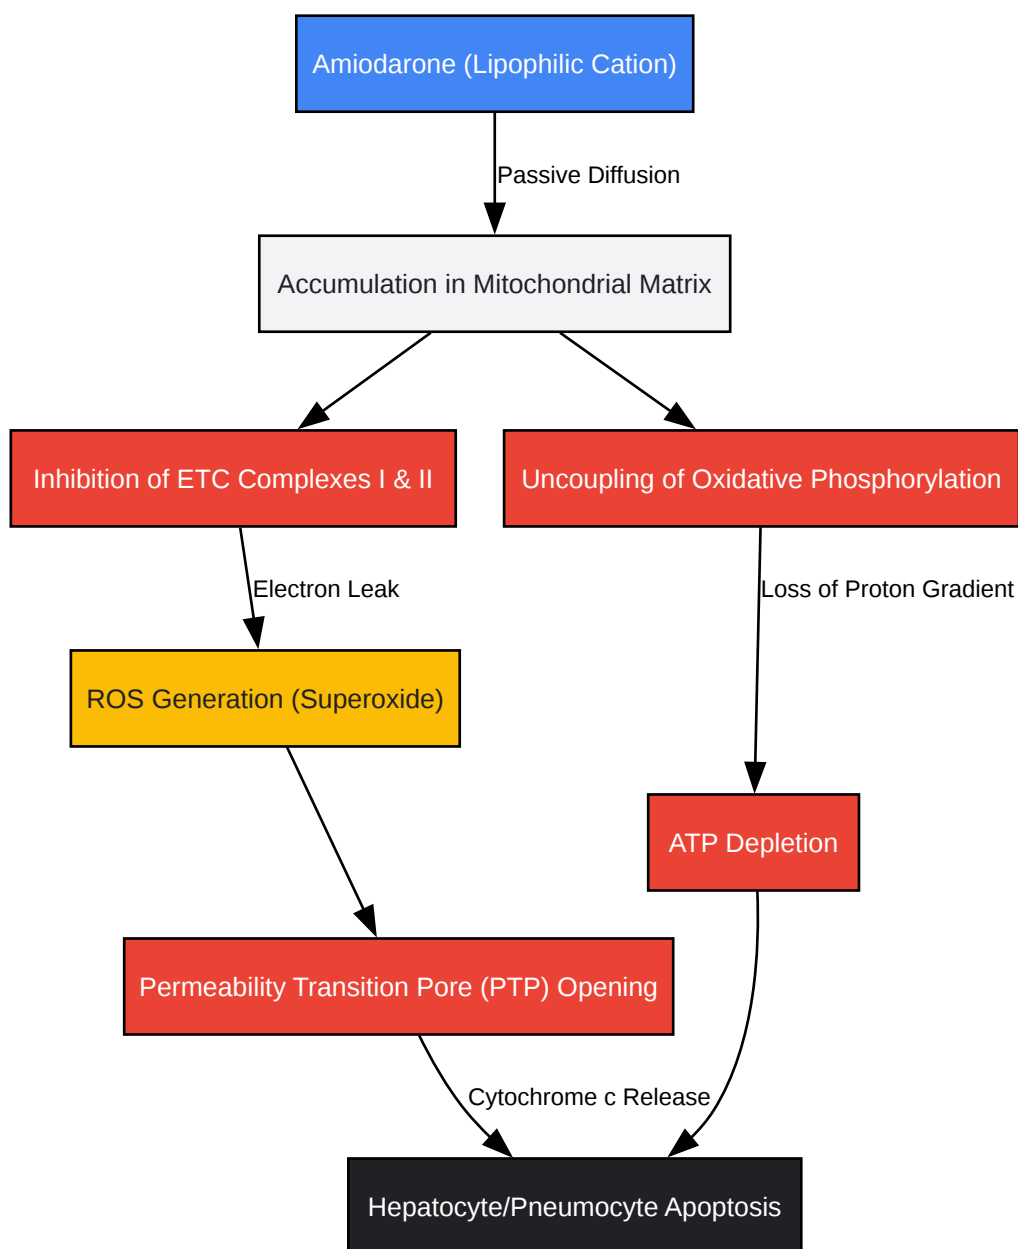 Amiodarone (Lipophilic Cation)
Passive Diffusion
Accumulation in Mitochondrial Matrix
Inhibition of ETC Complexes I & II
Uncoupling of Oxidative Phosphorylation
Electron Leak
Loss of Proton Gradient
ROS Generation (Superoxide)
ATP Depletion
Permeability Transition Pore (PTP) Opening
Cytochrome c Release
Hepatocyte/Pneumocyte Apoptosis